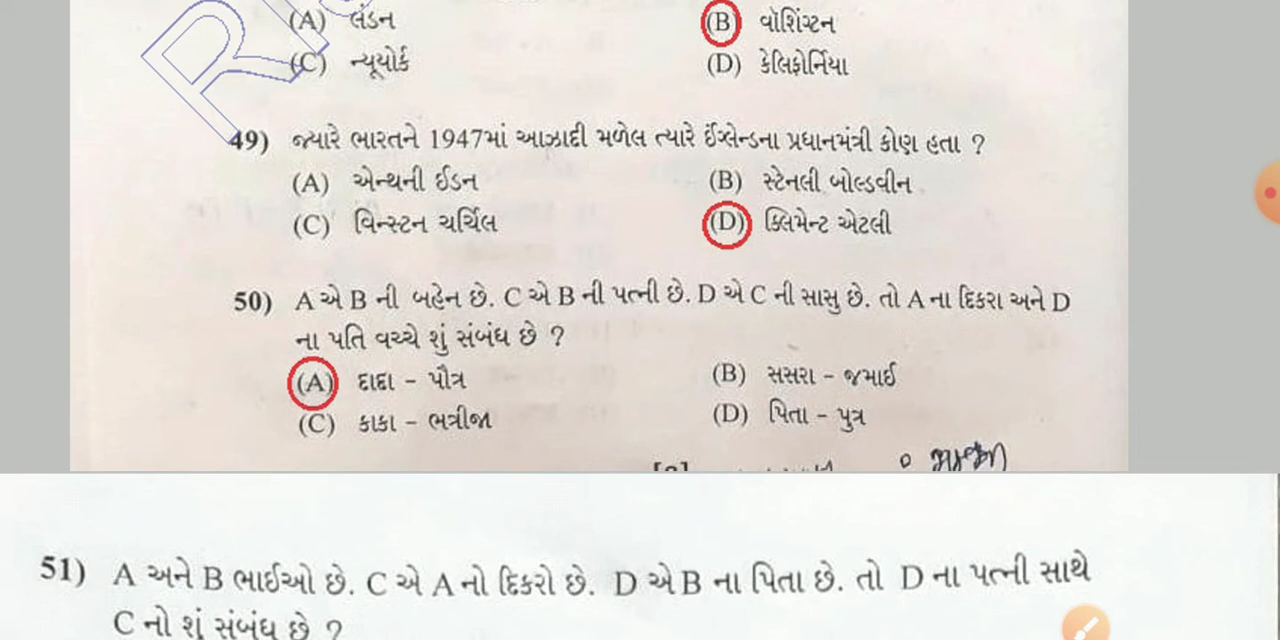 (A) લંડન (B) વૉશિંગ્ટન
(C) ન્યૂયોર્ક (D) કેલિફોર્નિયા
49) જ્યારે ભારતને 1947માં આઝાદી મળેલ ત્યારે ઈંગ્લેન્ડના પ્રધાનમંત્રી કોણ હતા ?
(A) એન્થની ઈડન (B) સ્ટેનલી બોલ્ડવીન
(C) વિન્સ્ટન ચર્ચિલ (D) ક્લિમેન્ટ એટલી
50) A એ B ની બહેન છે. C એ B ની પત્ની છે. D એ C ની સાસુ છે. તો A ના દિકરા અને D
ના પતિ વચ્ચે શું સંબંધ છે ?
(A) દાદા - પૌત્ર (B) સસરા - જમાઈ
(C) કાકા - ભત્રીજા (D) પિતા - પુત્ર
51) A અને B ભાઈઓ છે. C એ A નો દિકરો છે. D એ B ના પિતા છે. તો D ના પત્ની સાથે
C નો શું સંબંધ છે ?